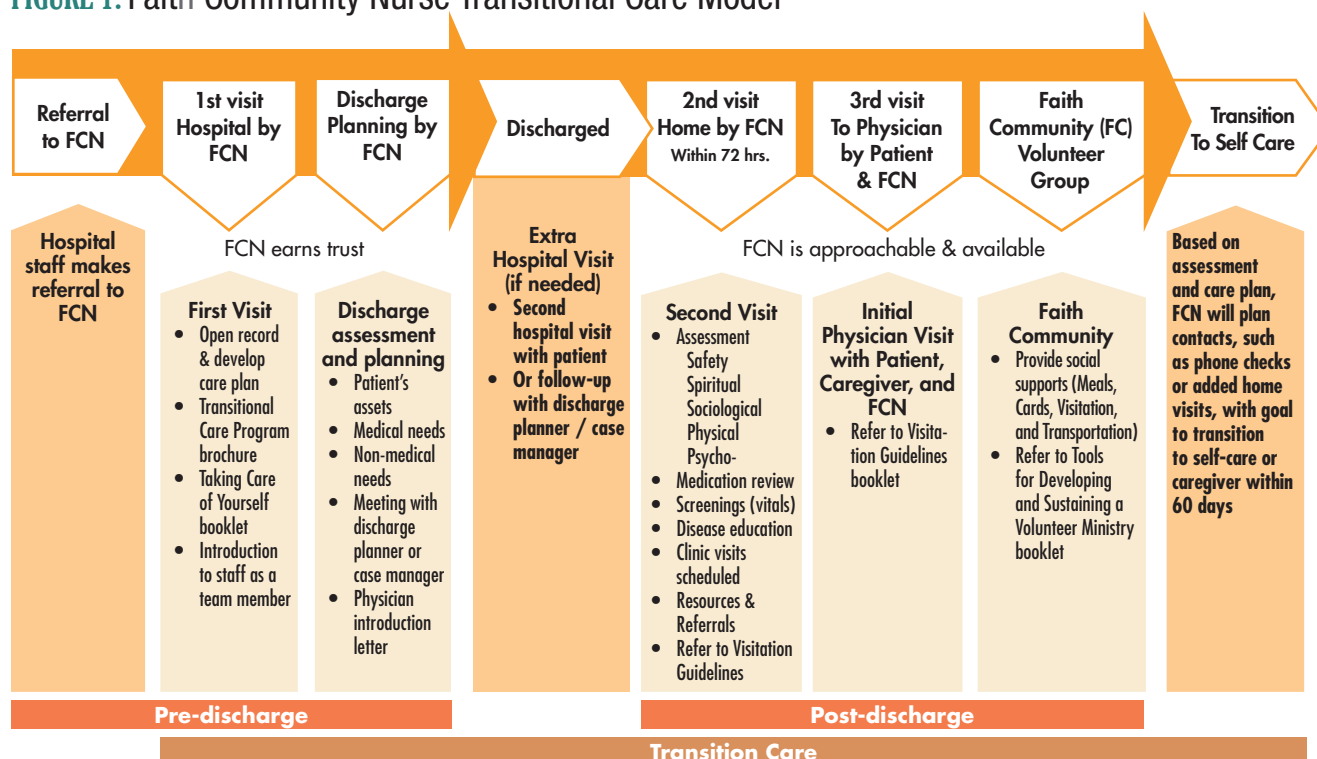 FIGURE 1. Faith Community Nurse Transitional Care Model
Referral
to FCN
1st visit
Hospital by
FCN
Discharge
Planning by
FCN
Discharged
2nd visit
Home by FCN
Within 72 hrs.
3rd visit
To Physician
by Patient
& FCN
Faith
Community (FC)
Volunteer
Group
Transition
To Self Care
Hospital
staff makes
referral to
FCN
FCN earns trust
First Visit
• Open record
& develop
care plan
• Transitional
Care Program
brochure
• Taking Care
of Yourself
booklet
• Introduction
to staff as a
team member
Discharge
assessment
and planning
• Patient's
assets
• Medical needs
• Non-medical
needs
• Meeting with
discharge
planner or
case manager
• Physician
introduction
letter
Extra
Hospital Visit
(if needed)
• Second
hospital visit
with patient
• Or follow-up
with discharge
planner / case
manager
FCN is approachable & available
Second Visit
• Assessment
Safety
Spiritual
Sociological
Physical
Psycho-
• Medication review
• Screenings (vitals)
• Disease education
• Clinic visits
scheduled
• Resources &
Referrals
• Refer to Visitation
Guidelines
Initial
Physician Visit
with Patient,
Caregiver, and
FCN
• Refer to Visita-
tion Guidelines
booklet
Faith
Community
• Provide social
supports (Meals,
Cards, Visitation,
and Transportation)
• Refer to Tools
for Developing
and Sustaining a
Volunteer Ministry
booklet
Based on
assessment
and care plan,
FCN will plan
contacts, such
as phone checks
or added home
visits, with goal
to transition
to self-care or
caregiver within
60 days
Pre-discharge
Post-discharge
Transition Care